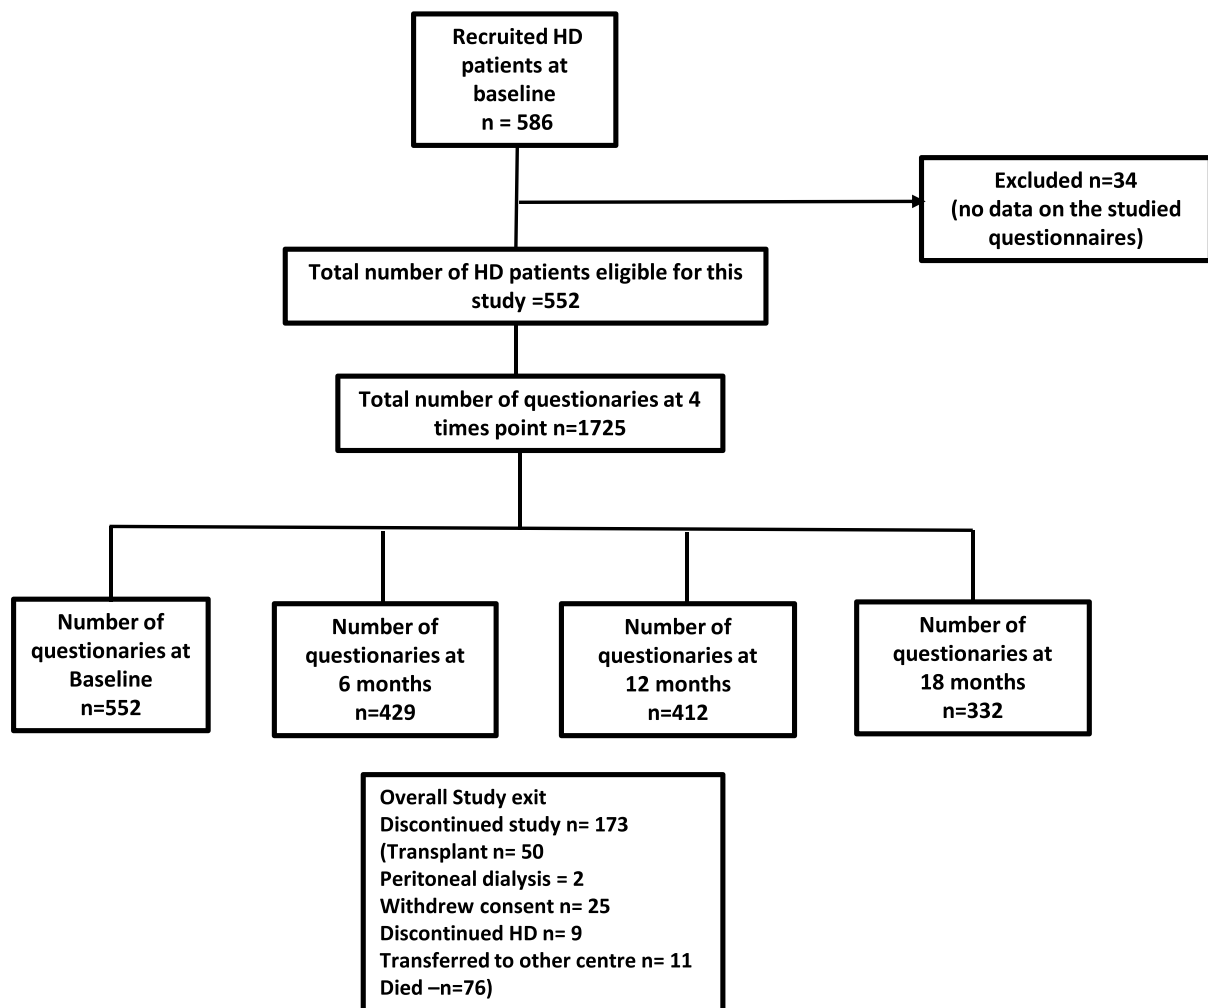 Recruited HD
patients at
baseline
n = 586
Excluded n=34
(no data on the studied
questionnaires)
Total number of HD patients eligible for this
study =552
Total number of questionaries at 4
times point n=1725
Number of
questionaries at
Baseline
n=552
Number of
questionaries at
6 months
n=429
Number of
questionaries at
12 months
n=412
Number of
questionaries at
18 months
n=332
Overall Study exit
Discontinued study n= 173
(Transplant n= 50
Peritoneal dialysis = 2
Withdrew consent n= 25
Discontinued HD n= 9
Transferred to other centre n= 11
Died –n=76)